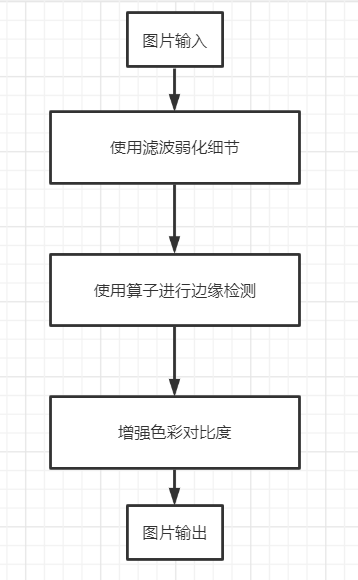 图片输入
使用滤波弱化细节
使用算子进行边缘检测
增强色彩对比度
图片输出